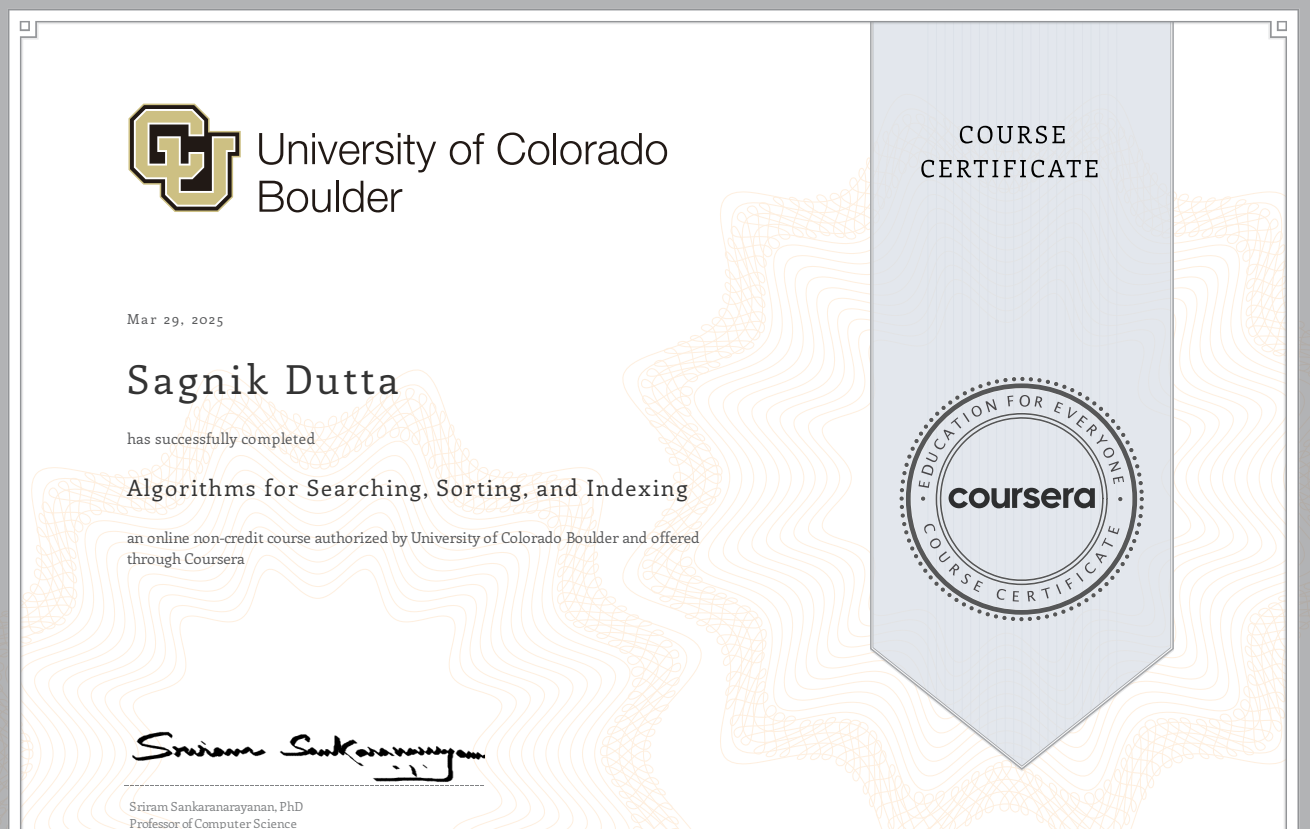 University of Colorado
Boulder
COURSE
CERTIFICATE
Mar 29, 2025
Sagnik Dutta
has successfully completed
Algorithms for Searching, Sorting, and Indexing
an online non-credit course authorized by University of Colorado Boulder and offered
through Coursera
EDUCATION FOR EVERYONE
coursera
COURSE CERTIFICATE
Sriram Sankaranarayanan
Sriram Sankaranarayanan, PhD
Professor of Computer Science